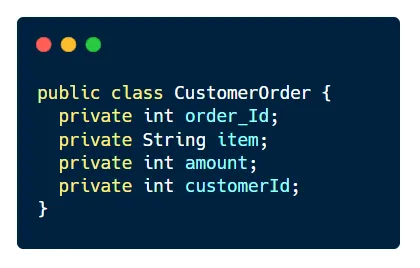 public class CustomerOrder {
  private int order_Id;
  private String item;
  private int amount;
  private int customerId;
}